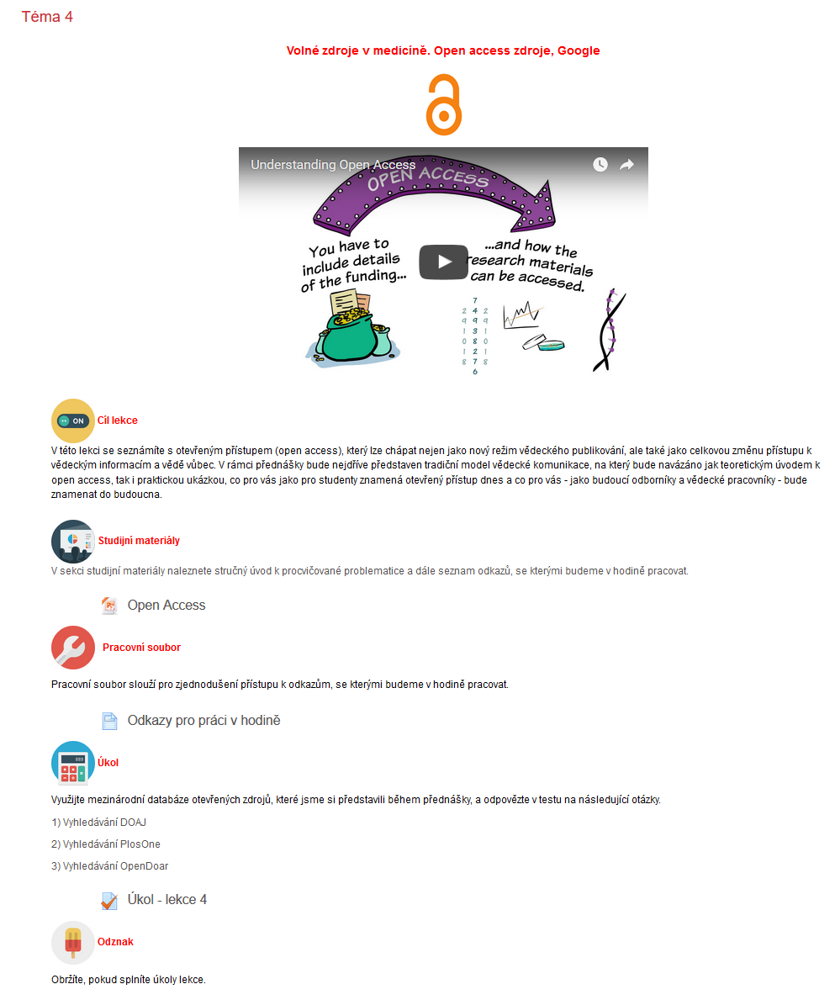 Téma 4
Volné zdroje v medicíně. Open access zdroje, Google
Understanding Open Access
OPEN ACCESS
You have to
include details
of the funding...
...and how the
research materials
can be accessed.
7
2 4 2
9 9 9
1 3 1
0 8 0
1 2 1
8 7 8
6
ON
Cíl lekce
V této lekci se seznámíte s otevřeným přístupem (open access), který lze chápat nejen jako nový režim vědeckého publikování, ale také jako celkovou změnu přístupu k
vědeckým informacím a vědě vůbec. V rámci přednášky bude nejdříve představen tradiční model vědecké komunikace, na který bude navázáno jak teoretickým úvodem k
open access, tak i praktickou ukázkou, co pro vás jako pro studenty znamená otevřený přístup dnes a co pro vás - jako budoucí odborníky a vědecké pracovníky - bude
znamenat do budoucna.
Studijní materiály
V sekci studijní materiály naleznete stručný úvod k procvičované problematice a dále seznam odkazů, se kterými budeme v hodině pracovat.
Open Access
Pracovní soubor
Pracovní soubor slouží pro zjednodušení přístupu k odkazům, se kterými budeme v hodině pracovat.
Odkazy pro práci v hodině
Úkol
Využijte mezinárodní databáze otevřených zdrojů, které jsme si představili během přednášky, a odpovězte v testu na následující otázky.
1) Vyhledávání DOAJ
2) Vyhledávání PlosOne
3) Vyhledávání OpenDoar
Úkol - lekce 4
Odznak
Obržíte, pokud splníte úkoly lekce.